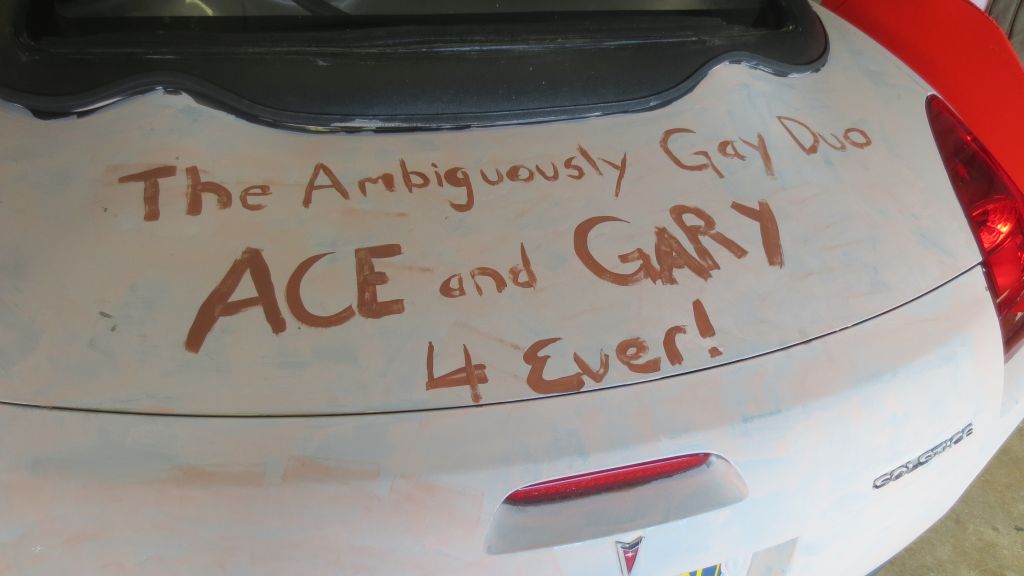 The Ambiguously Gay Duo
ACE and GARY
4 Ever!
SOLSTICE